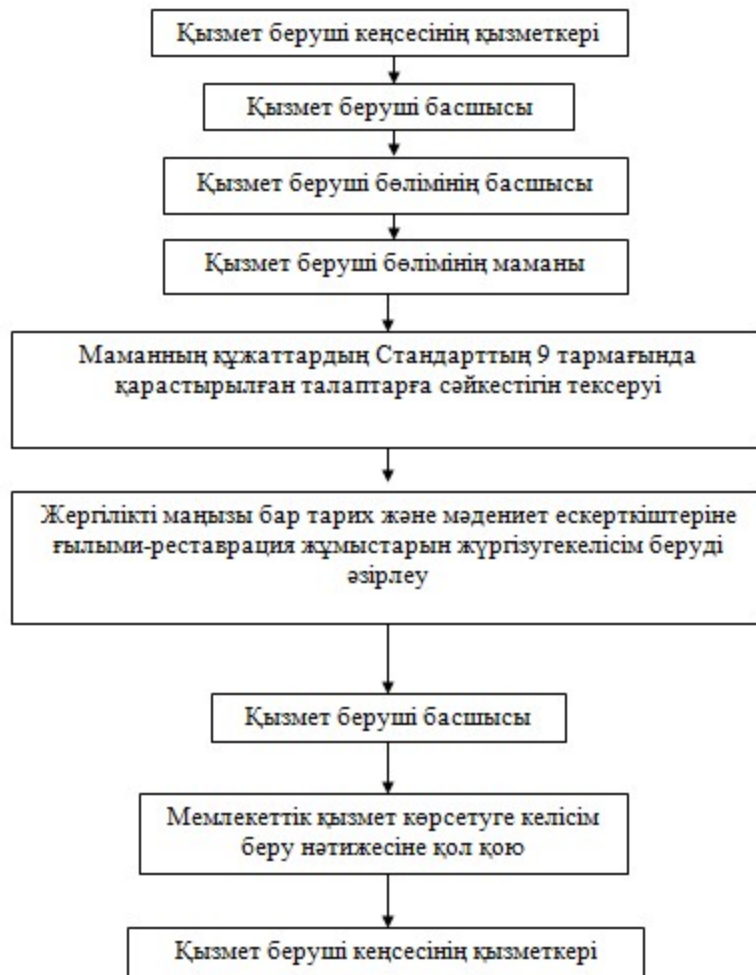 Қызмет беруші кеңсесінің қызметкері
Қызмет беруші басшысы
Қызмет беруші бөлімінің басшысы
Қызмет беруші бөлімінің маманы
Маманның құжаттардың Стандарттың 9 тармағында
қарастырылған талаптарға сәйкестігін тексеруі
Жергілікті маңызы бар тарих және мәдениет ескерткіштеріне
ғылыми-реставрация жұмыстарын жүргізугекелісім беруді
әзірлеу
Қызмет беруші басшысы
Мемлекеттік қызмет көрсетуге келісім
беру нәтижесіне қол қою
Қызмет беруші кеңсесінің қызметкері